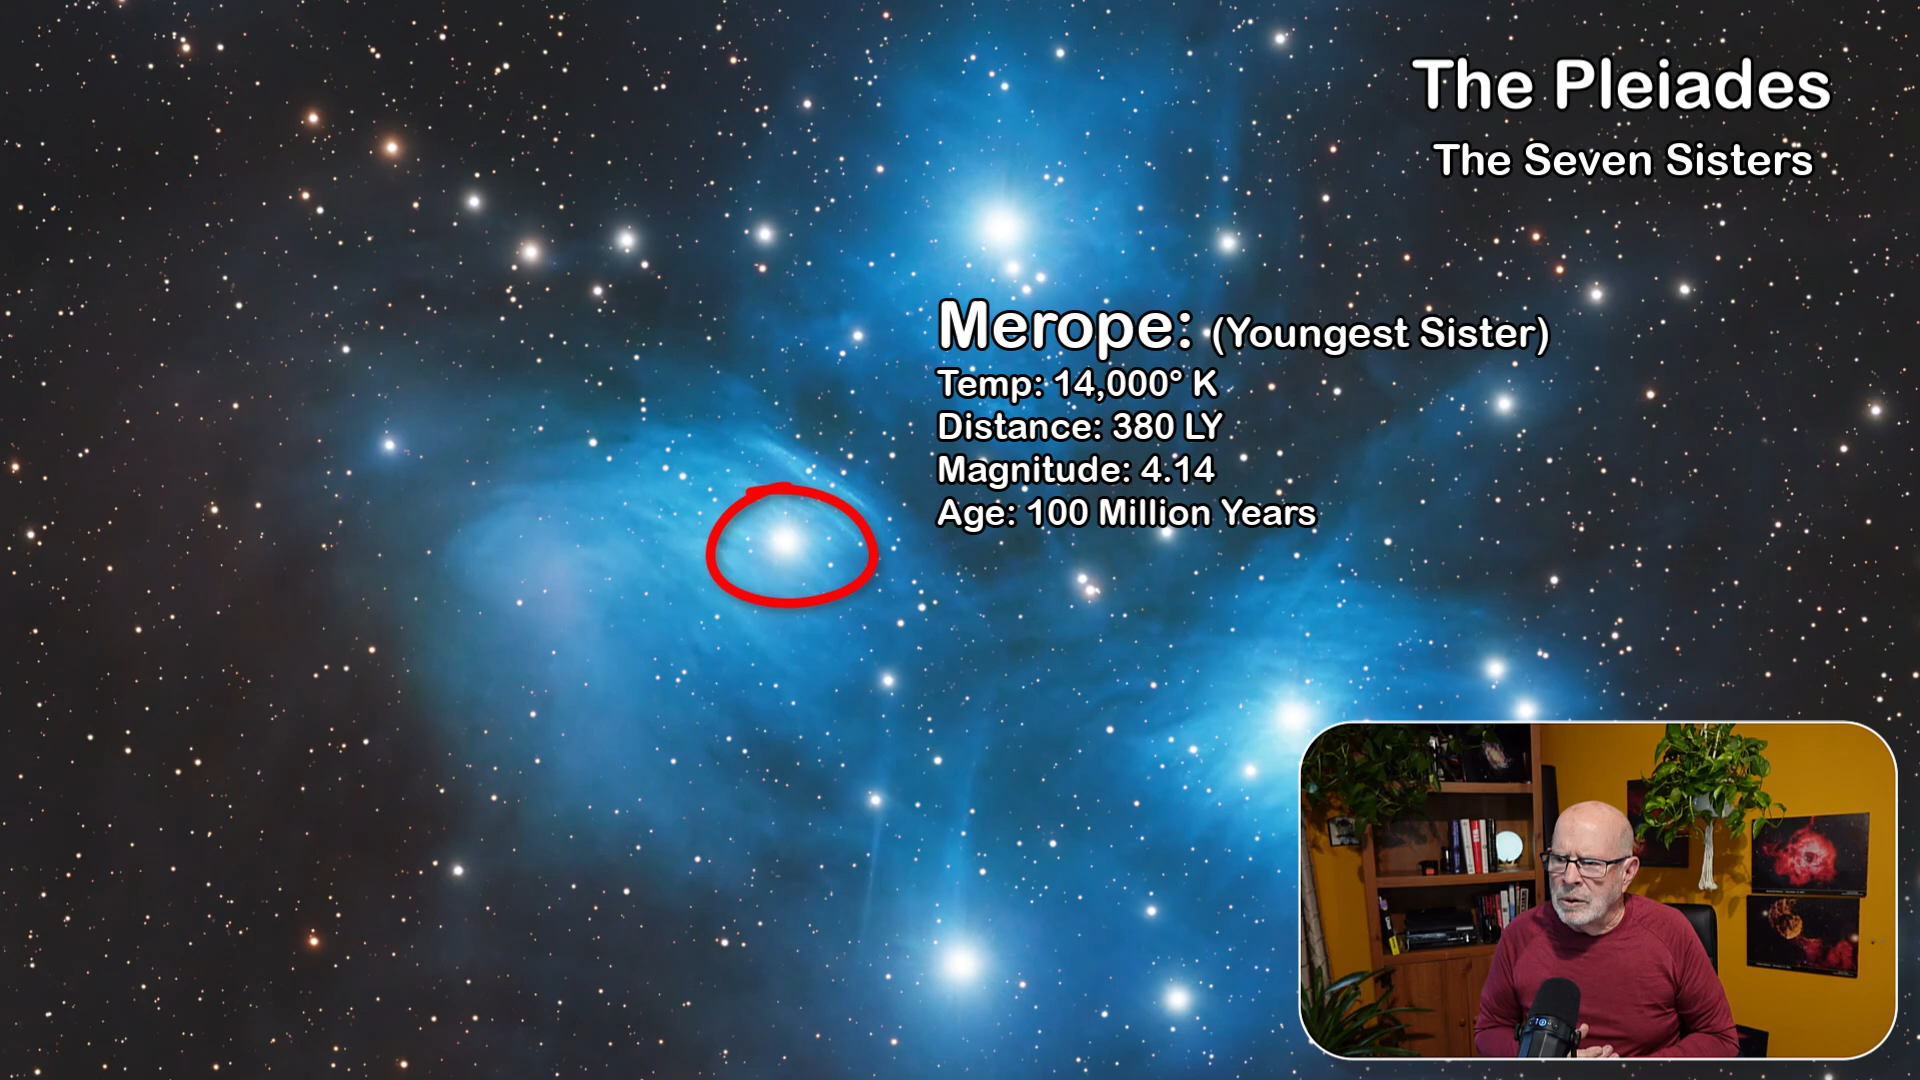 The Pleiades
The Seven Sisters
Merope: (Youngest Sister)
Temp: 14,000° K
Distance: 380 LY
Magnitude: 4.14
Age: 100 Million Years